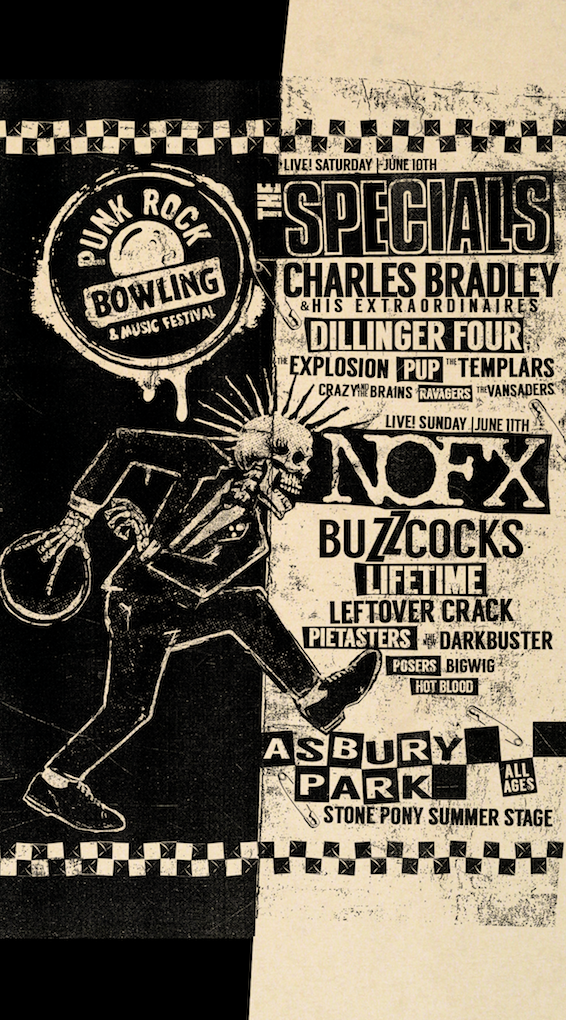 PUNK ROCK
BOWLING
& MUSIC FESTIVAL
LIVE! SATURDAY | JUNE 10TH
THE SPECIALS
CHARLES BRADLEY
& HIS EXTRAORDINAIRES
DILLINGER FOUR
THE EXPLOSION PUP THE TEMPLARS
CRAZY AND THE BRAINS RAVAGERS THE VANSADERS
LIVE! SUNDAY | JUNE 11TH
NOFX
BUZZCOCKS
LIFETIME
LEFTOVER CRACK
PIETASTERS THE NEW DARKBUSTER
POSERS BIGWIG
HOT BLOOD
ASBURY
PARK
ALL
AGES
STONE PONY SUMMER STAGE